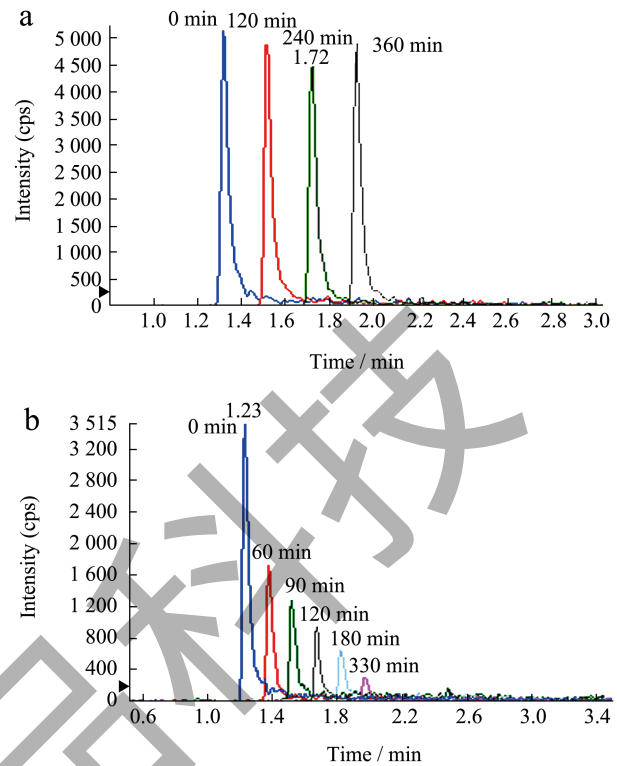 a
0 min 120 min
240 min
360 min
1.72
5 000
4 500
4 000
3 500
3 000
2 500
2 000
1 500
1 000
500
0
Intensity (cps)
1.0 1.2 1.4 1.6 1.8 2.0 2.2 2.4 2.6 2.8 3.0
Time / min
b
1.23
0 min
60 min
90 min
120 min
180 min
330 min
3 515
3 200
2 800
2 400
2 000
1 600
1 200
800
400
0
Intensity (cps)
0.6 1.0 1.4 1.8 2.2 2.6 3.0 3.4
Time / min
品科技